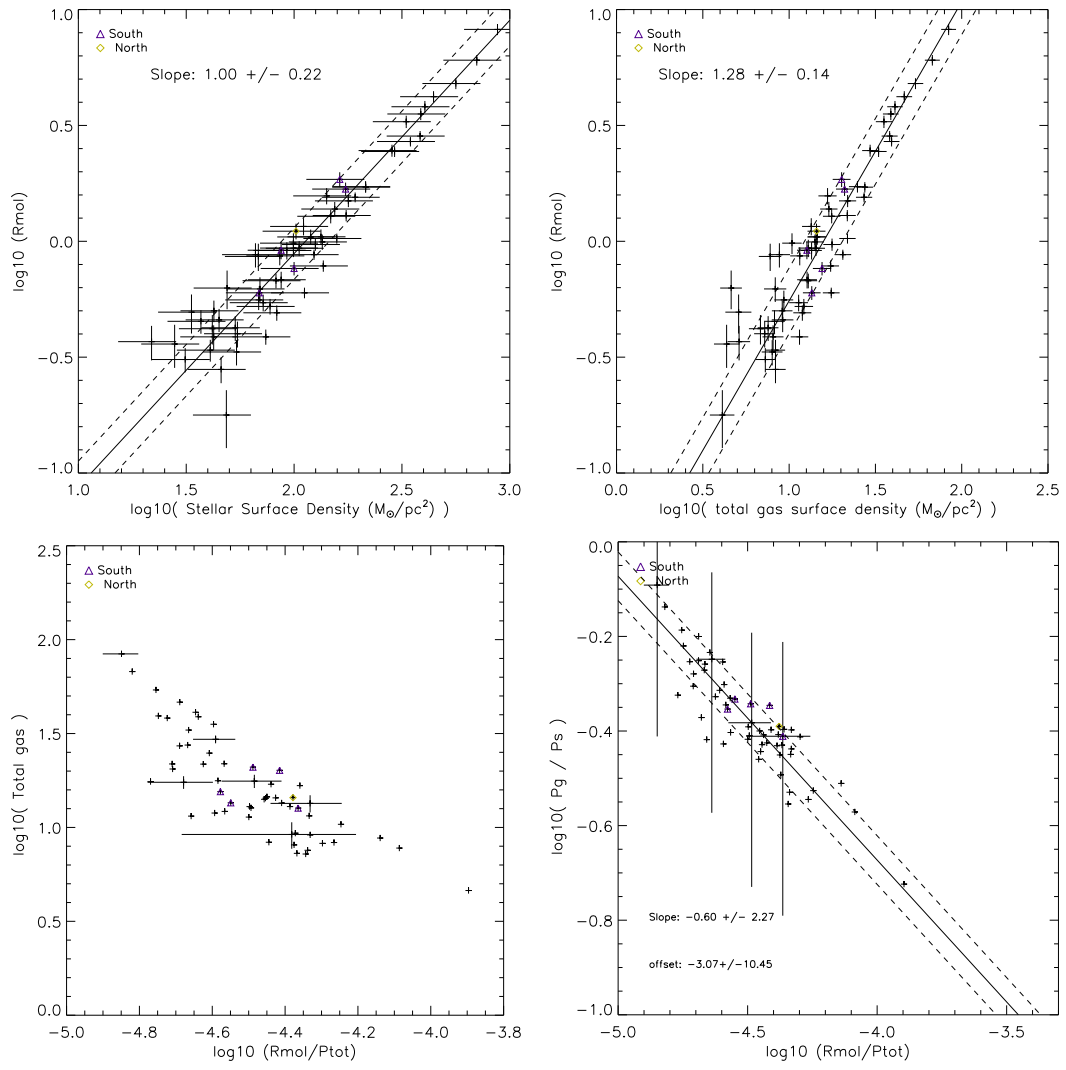 1.0
South
North
Slope: 1.00 +/- 0.22
0.5
0.0
-0.5
-1.0
log10 (Rmol)
1.0 1.5 2.0 2.5 3.0
log10( Stellar Surface Density (M⊙/pc²) )
1.0
South
North
Slope: 1.28 +/- 0.14
0.5
0.0
-0.5
-1.0
log10 (Rmol)
0.0 0.5 1.0 1.5 2.0 2.5
log10( total gas surface density (M⊙/pc²) )
2.5
South
North
2.0
1.5
1.0
0.5
0.0
log10( Total gas )
-5.0 -4.8 -4.6 -4.4 -4.2 -4.0 -3.8
log10 (Rmol/Ptot)
0.0
South
North
-0.2
-0.4
-0.6
-0.8
-1.0
log10( Pg / Ps )
Slope: -0.60 +/- 2.27
offset: -3.07+/-10.45
-5.0 -4.5 -4.0 -3.5
log10 (Rmol/Ptot)